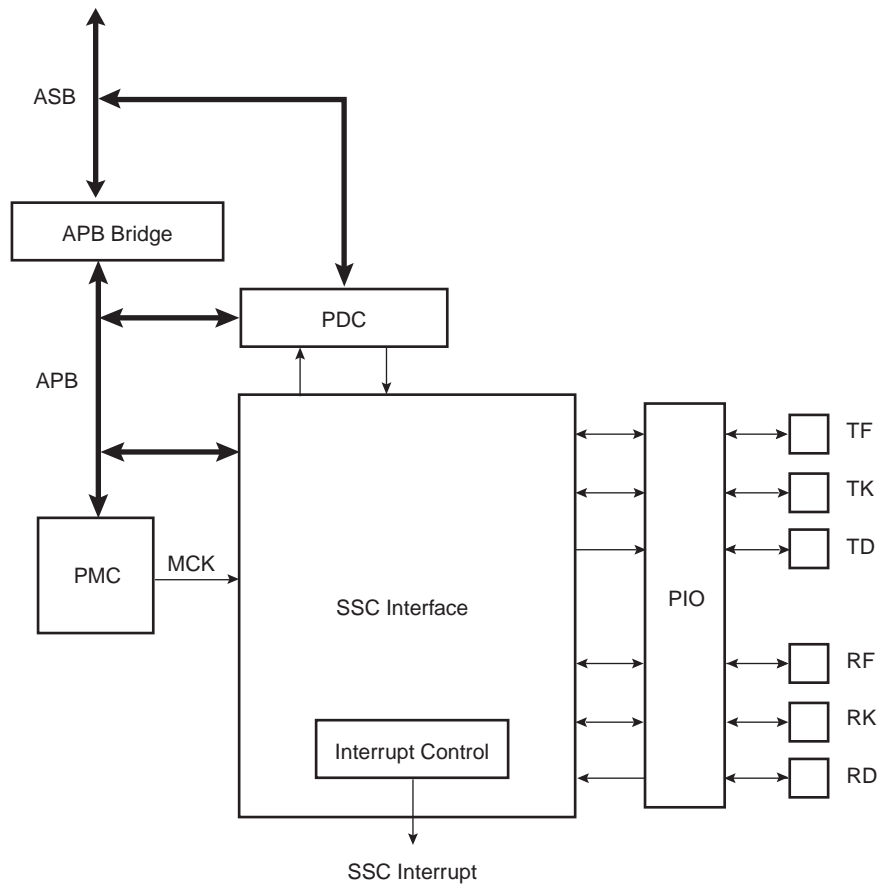 ASB
APB Bridge
PDC
APB
TF
TK
PMC
MCK
TD
SSC Interface
PIO
RF
RK
Interrupt Control
RD
SSC Interrupt